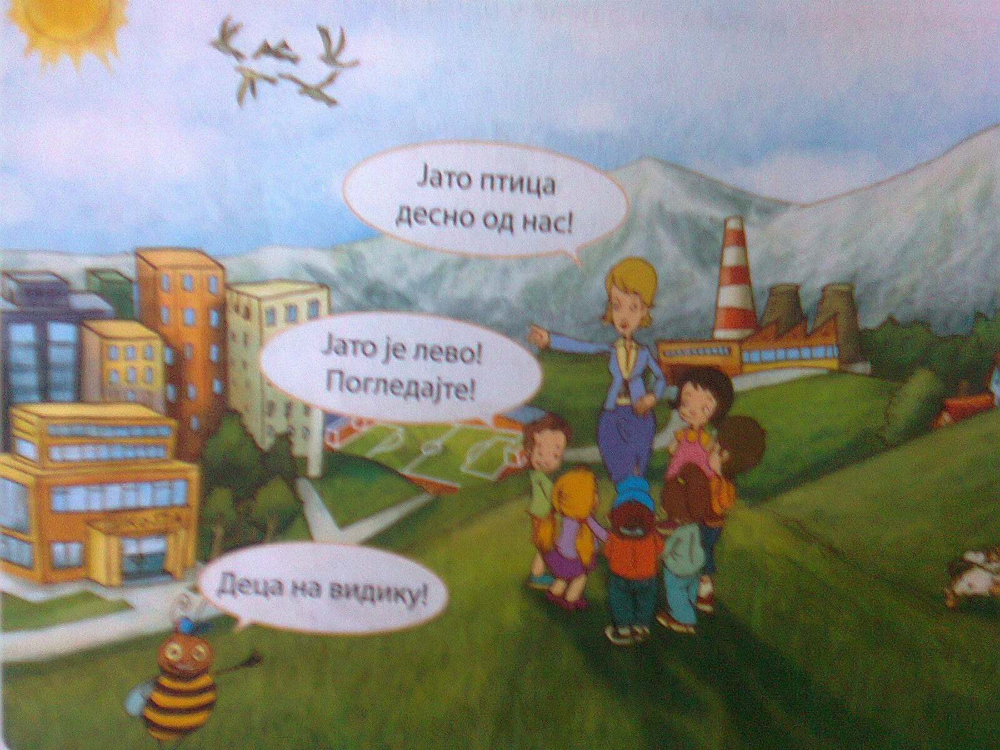 Јато птица
десно од нас!
Јато је лево!
Погледајте!
Деца на видику!